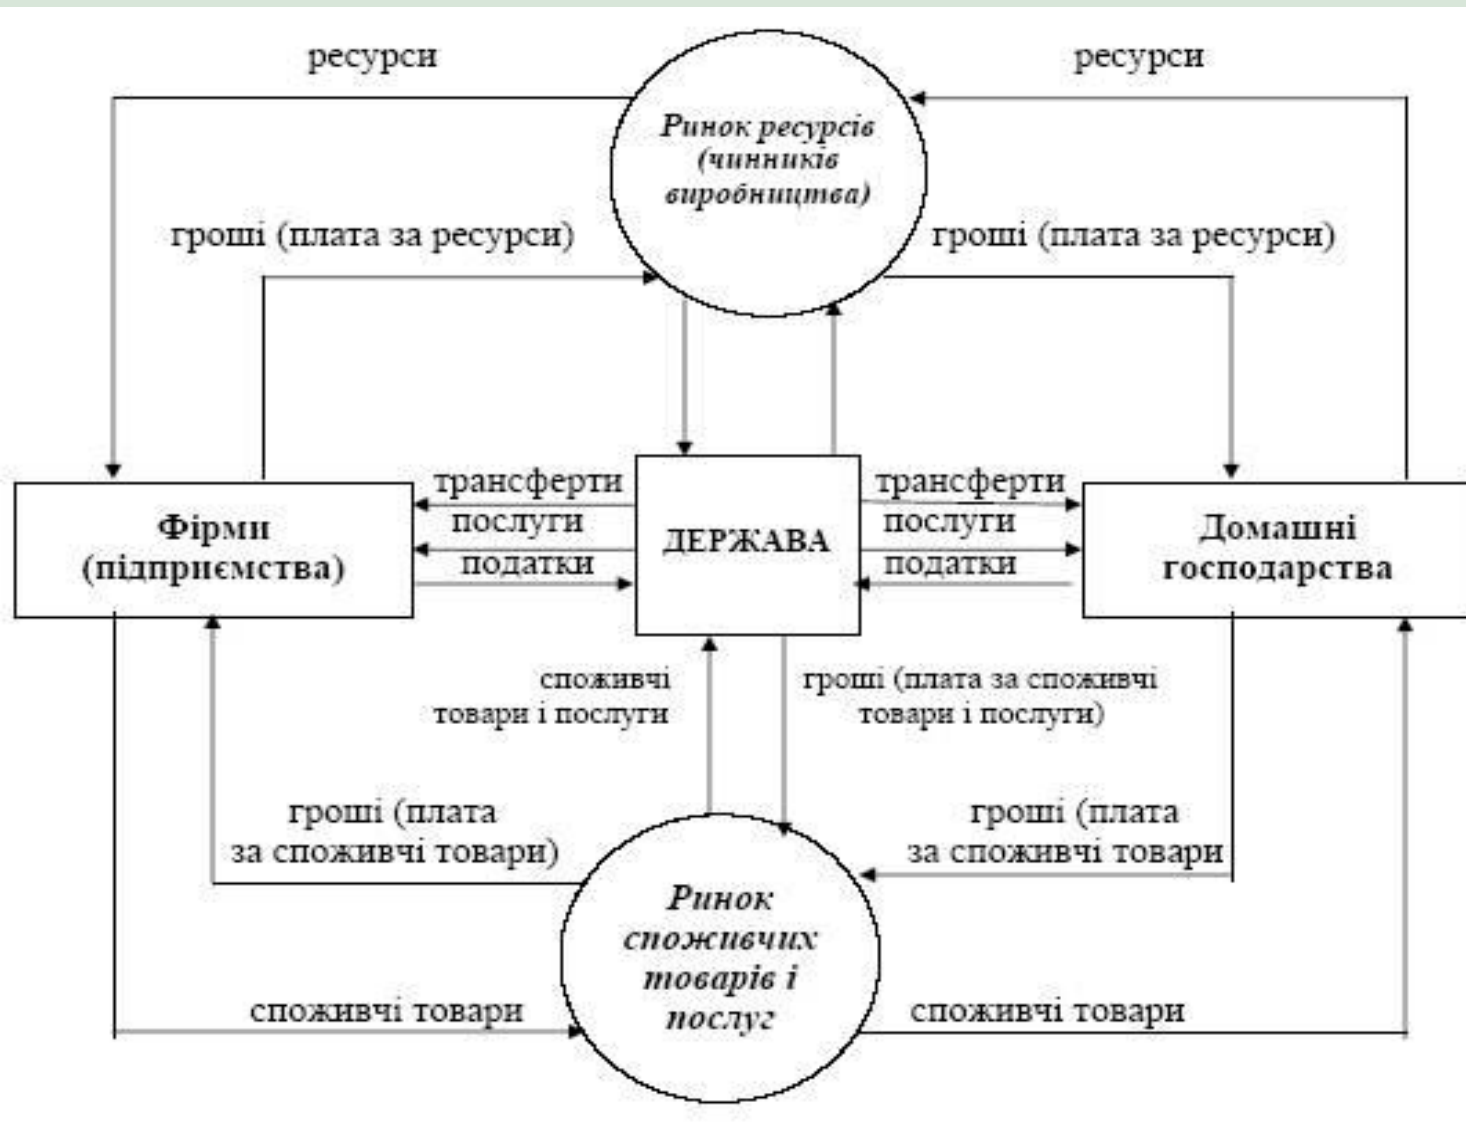 ресурси
ресурси
Ринок ресурсів
(чинників
виробництва)
гроші (плата за ресурси)
гроші (плата за ресурси)
трансферти
послуги
податки
трансферти
послуги
податки
Фірми
(підприємства)
ДЕРЖАВА
Домашні
господарства
споживчі
товари і послуги
гроші (плата за споживчі
товари і послуги)
гроші (плата
за споживчі товари)
гроші (плата
за споживчі товари
Ринок
споживчих
товарів і
послуг
споживчі товари
споживчі товари